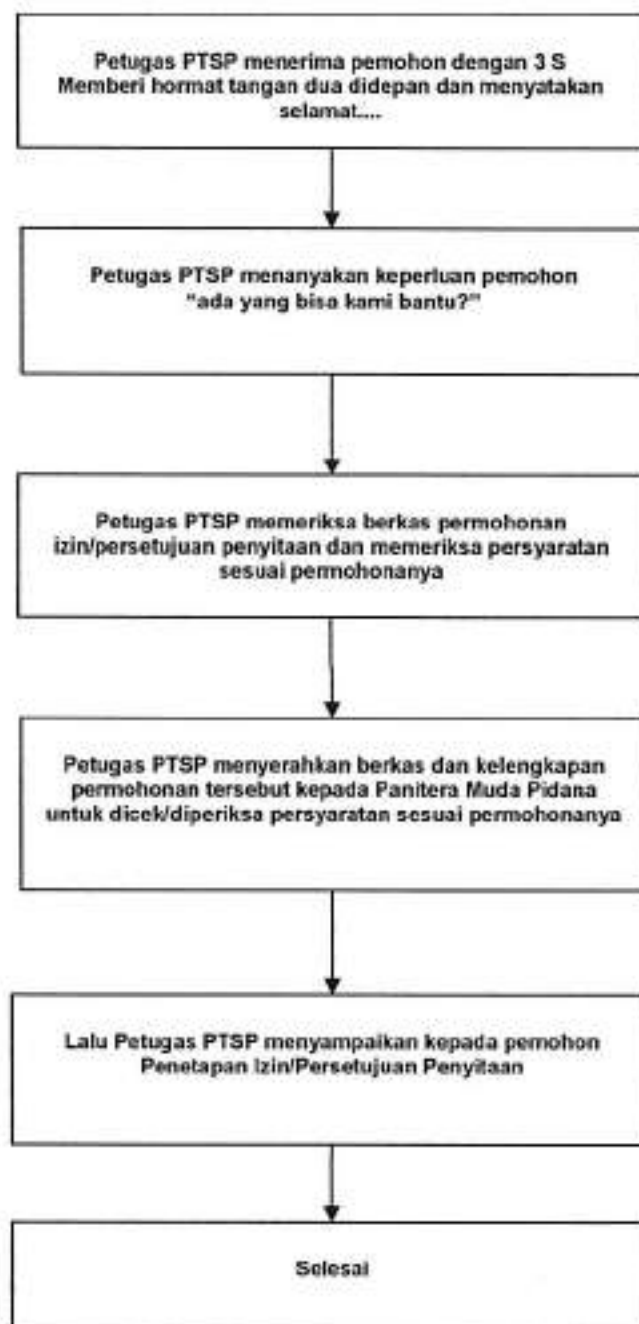 Petugas PTSP menerima pemohon dengan 3 S
Memberi hormat tangan dua didepan dan menyatakan
selamat....
Petugas PTSP menanyakan keperluan pemohon
"ada yang bisa kami bantu?"
Petugas PTSP memeriksa berkas permohonan
izin/persetujuan penyitaan dan memeriksa persyaratan
sesuai permohonanya
Petugas PTSP menyerahkan berkas dan kelengkapan
permohonan tersebut kepada Panitera Muda Pidana
untuk dicek/diperiksa persyaratan sesuai permohonanya
Lalu Petugas PTSP menyampaikan kepada pemohon
Penetapan Izin/Persetujuan Penyitaan
Selesai